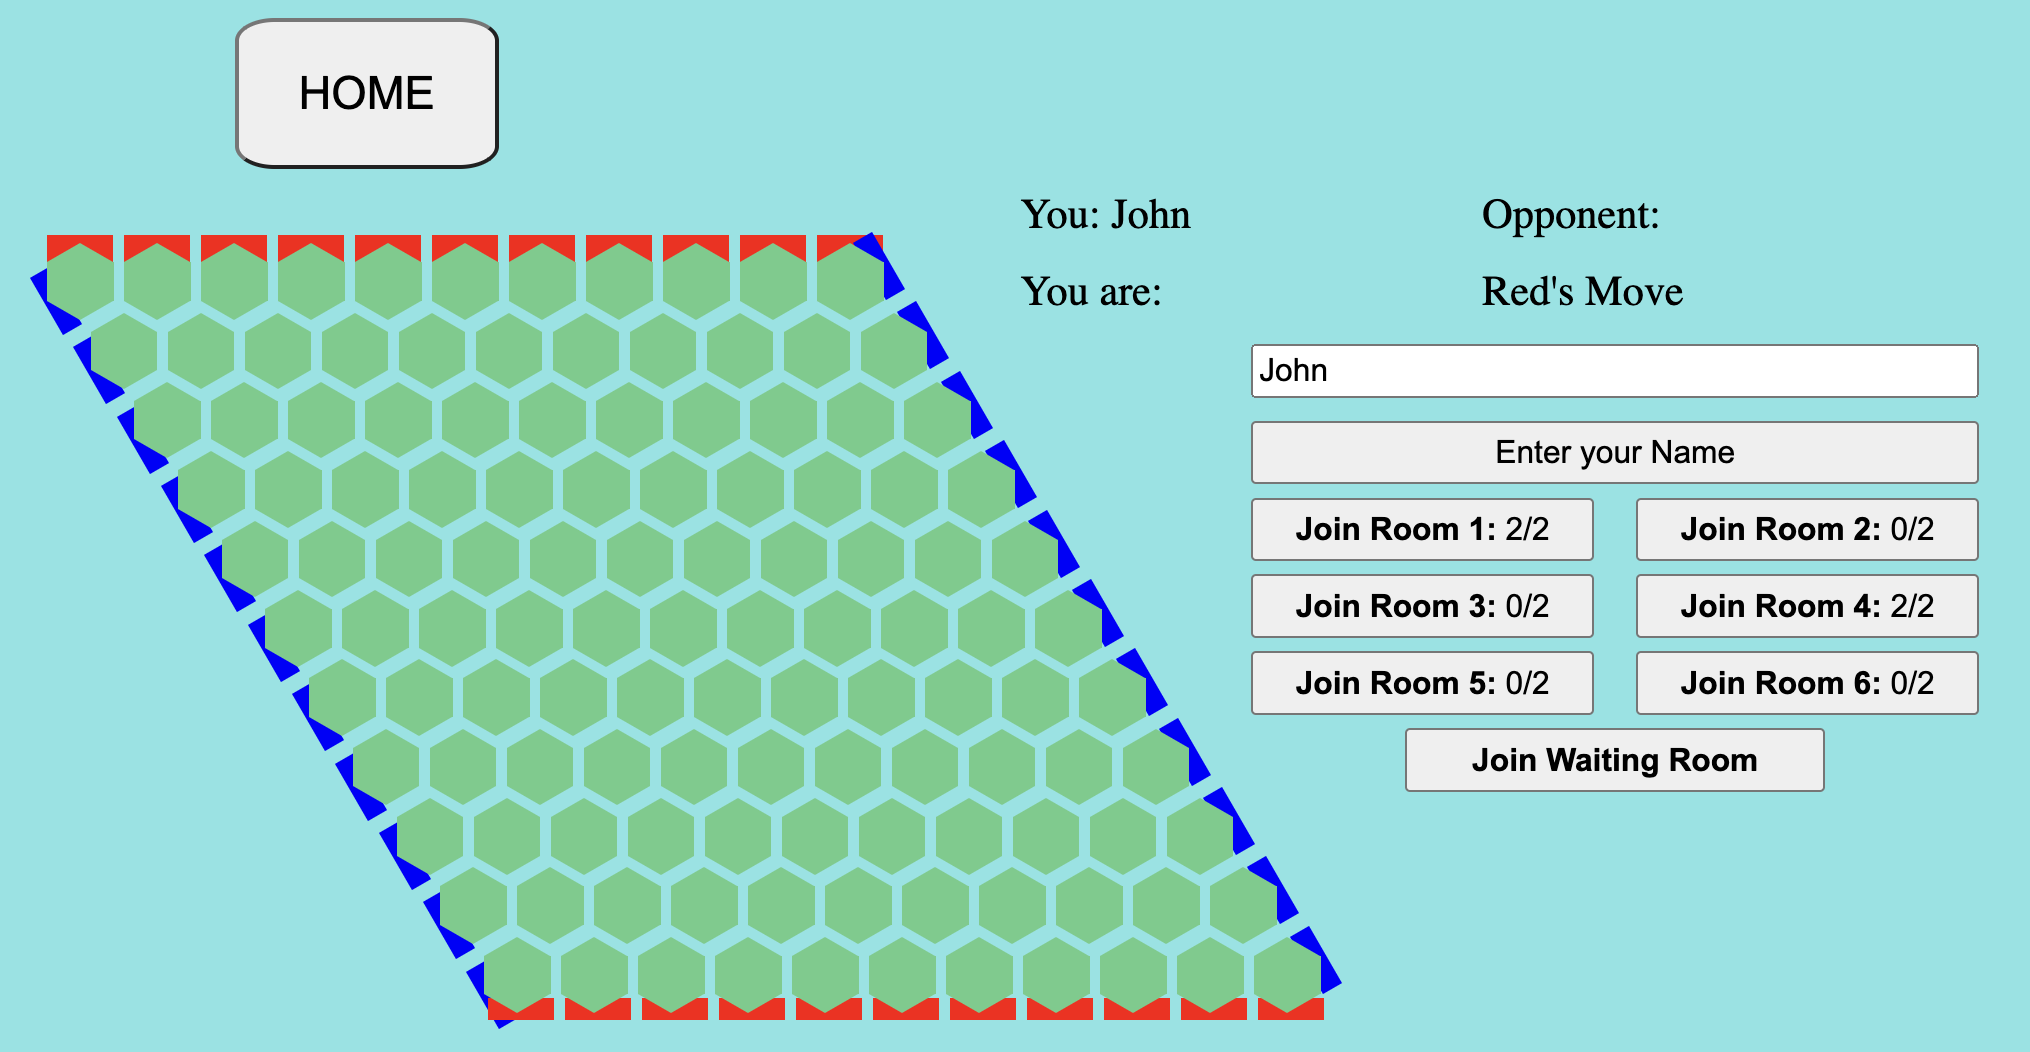 HOME
You: John
Opponent:
You are:
Red's Move
John
Enter your Name
Join Room 1: 2/2
Join Room 2: 0/2
Join Room 3: 0/2
Join Room 4: 2/2
Join Room 5: 0/2
Join Room 6: 0/2
Join Waiting Room